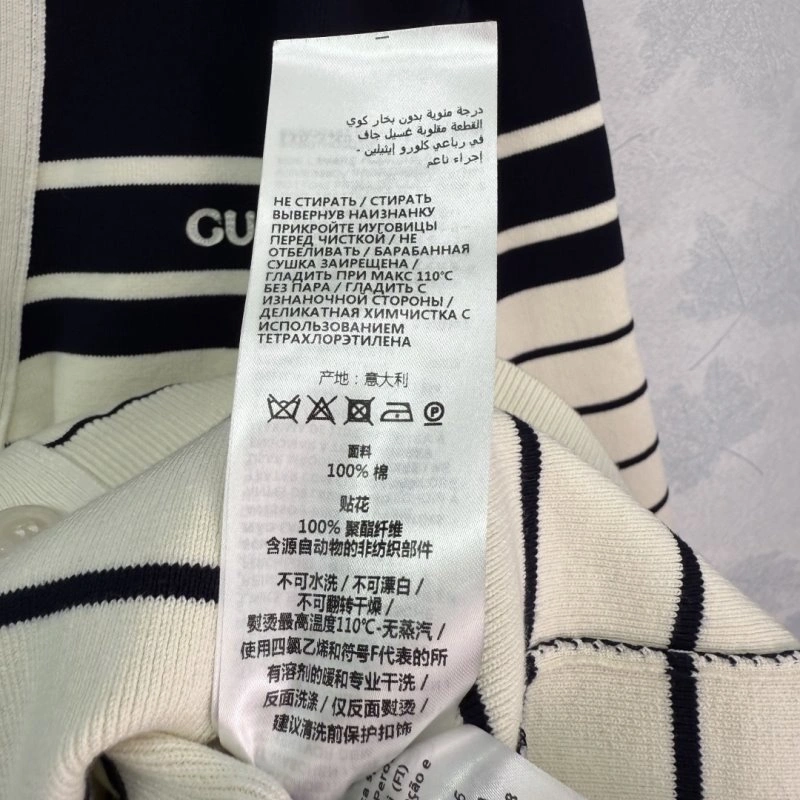 درجة مئوية بدون بخار كوي
القطعة مقلوبة غسيل جاف
في رباعي كلورو إيثيلين -
إجراء ناعم
GU
НЕ СТИРАТЬ / СТИРАТЬ
ВЫВЕРНУВ НАИЗНАНКУ
ПРИКРОЙТЕ ИУГОВИЦЫ
ПЕРЕД ЧИСТКОЙ / НЕ
ОТБЕЛИВАТЬ / БАРАБАННАЯ
СУШКА ЗАИРЕЩЕНА /
ГЛАДИТЬ ПРИ МАКС 110°С
БЕЗ ПАРА / ГЛАДИТЬ С
ИЗНАНОЧНОЙ СТОРОНЫ /
ДЕЛИКАТНАЯ ХИМЧИСТКА С
ИСПОЛЬЗОВАНИЕМ
ТЕТРАХЛОРЭТИЛЕНА
产地：意大利
P
面料
100% 棉
贴花
100% 聚酯纤维
含源自动物的非纺织部件
不可水洗 / 不可漂白 /
不可翻转干燥 /
熨烫最高温度110℃-无蒸汽 /
使用四氯乙烯和符号F代表的所
有溶剂的缓和专业干洗 /
反面洗涤 / 仅反面熨烫 /
建议清洗前保护扣饰
(FI)
ação e